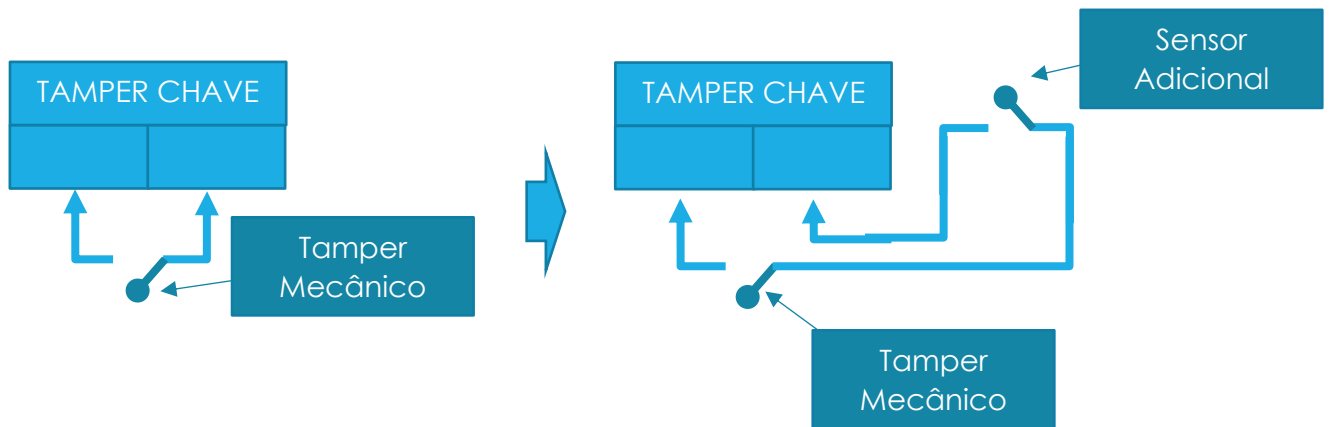 TAMPER CHAVE
Tamper
Mecânico
TAMPER CHAVE
Sensor
Adicional
Tamper
Mecânico